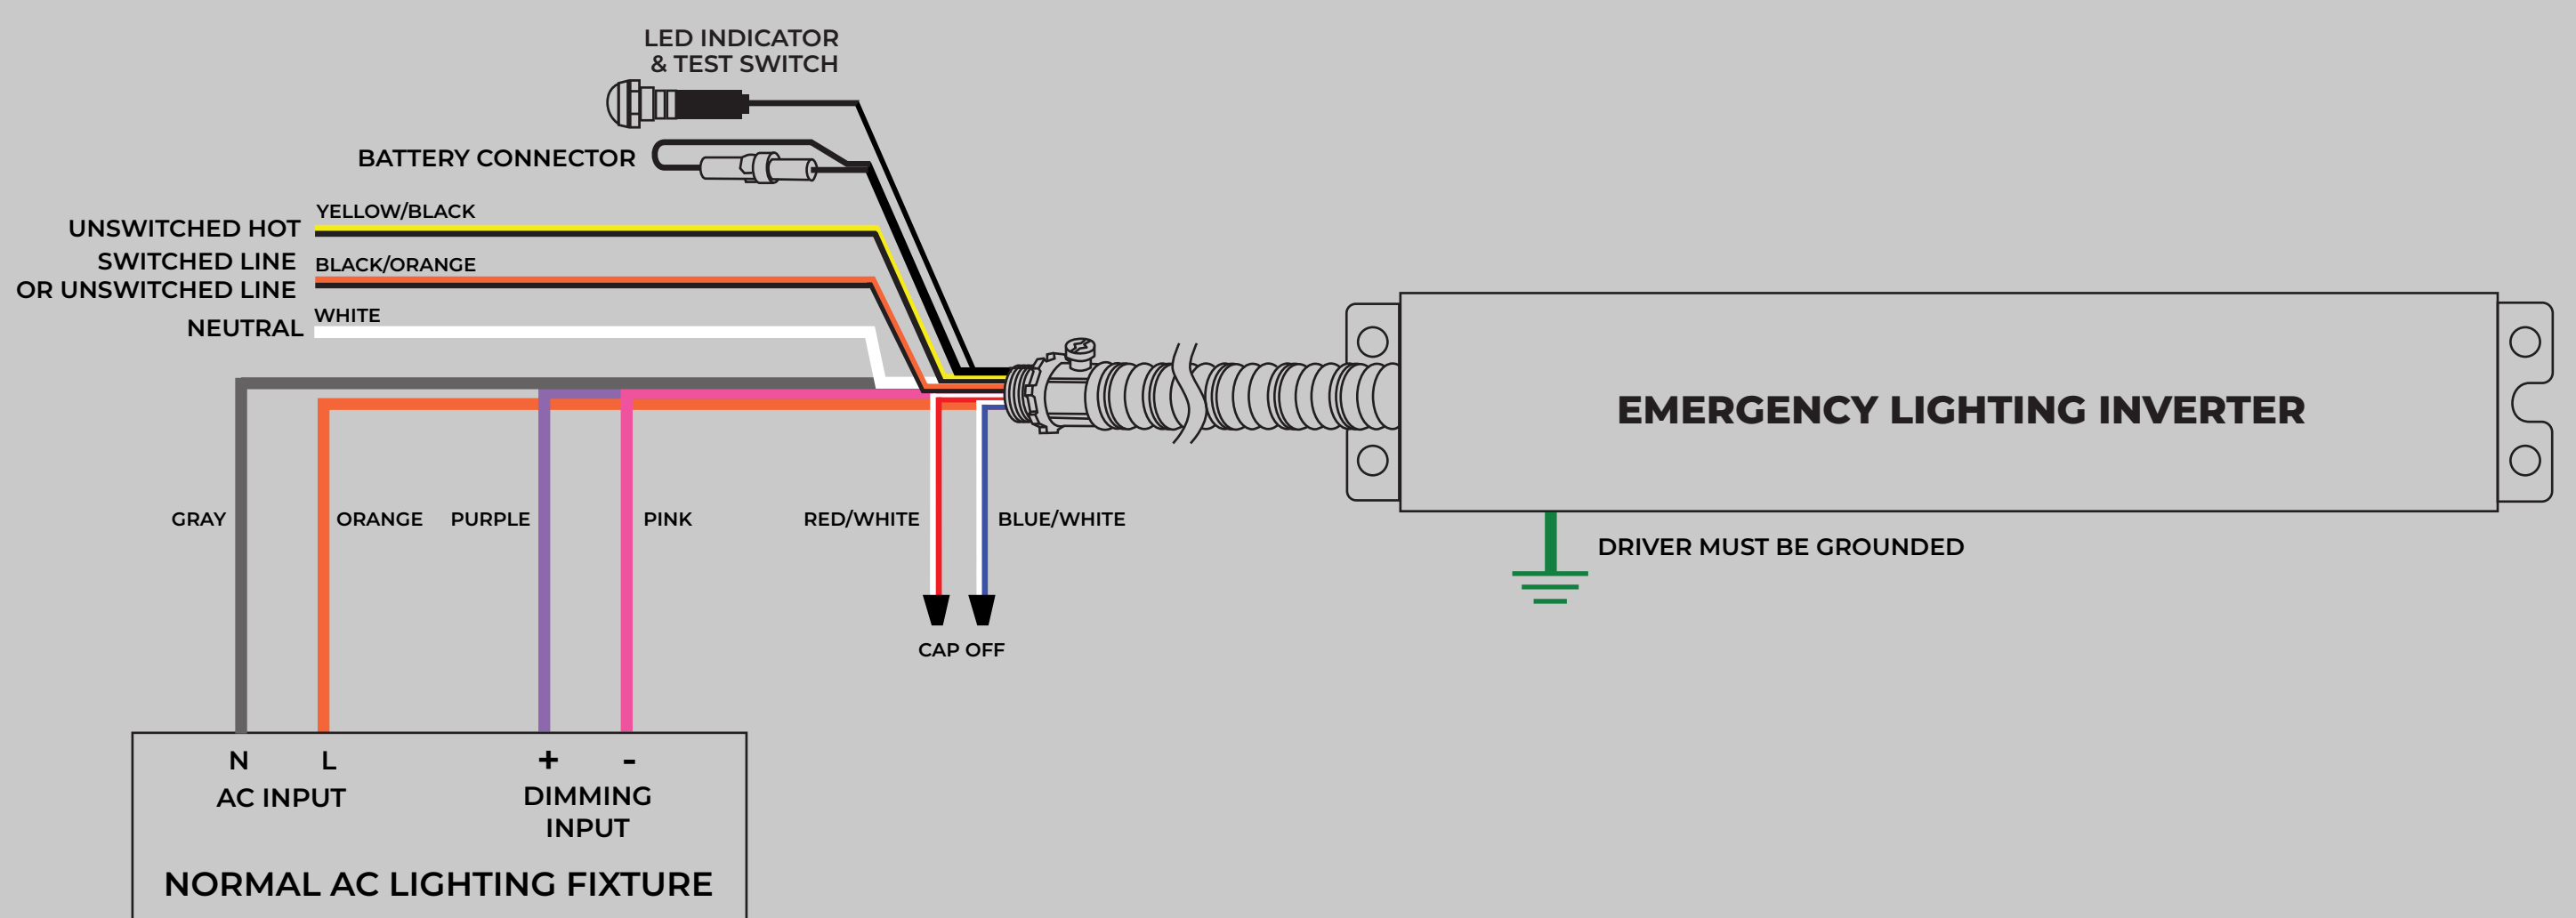 LED INDICATOR
& TEST SWITCH
BATTERY CONNECTOR
YELLOW/BLACK
UNSWITCHED HOT
SWITCHED LINE
OR UNSWITCHED LINE
BLACK/ORANGE
WHITE
NEUTRAL
EMERGENCY LIGHTING INVERTER
GRAY
ORANGE
PURPLE
PINK
RED/WHITE
BLUE/WHITE
DRIVER MUST BE GROUNDED
CAP OFF
N L
AC INPUT
+ -
DIMMING
INPUT
NORMAL AC LIGHTING FIXTURE